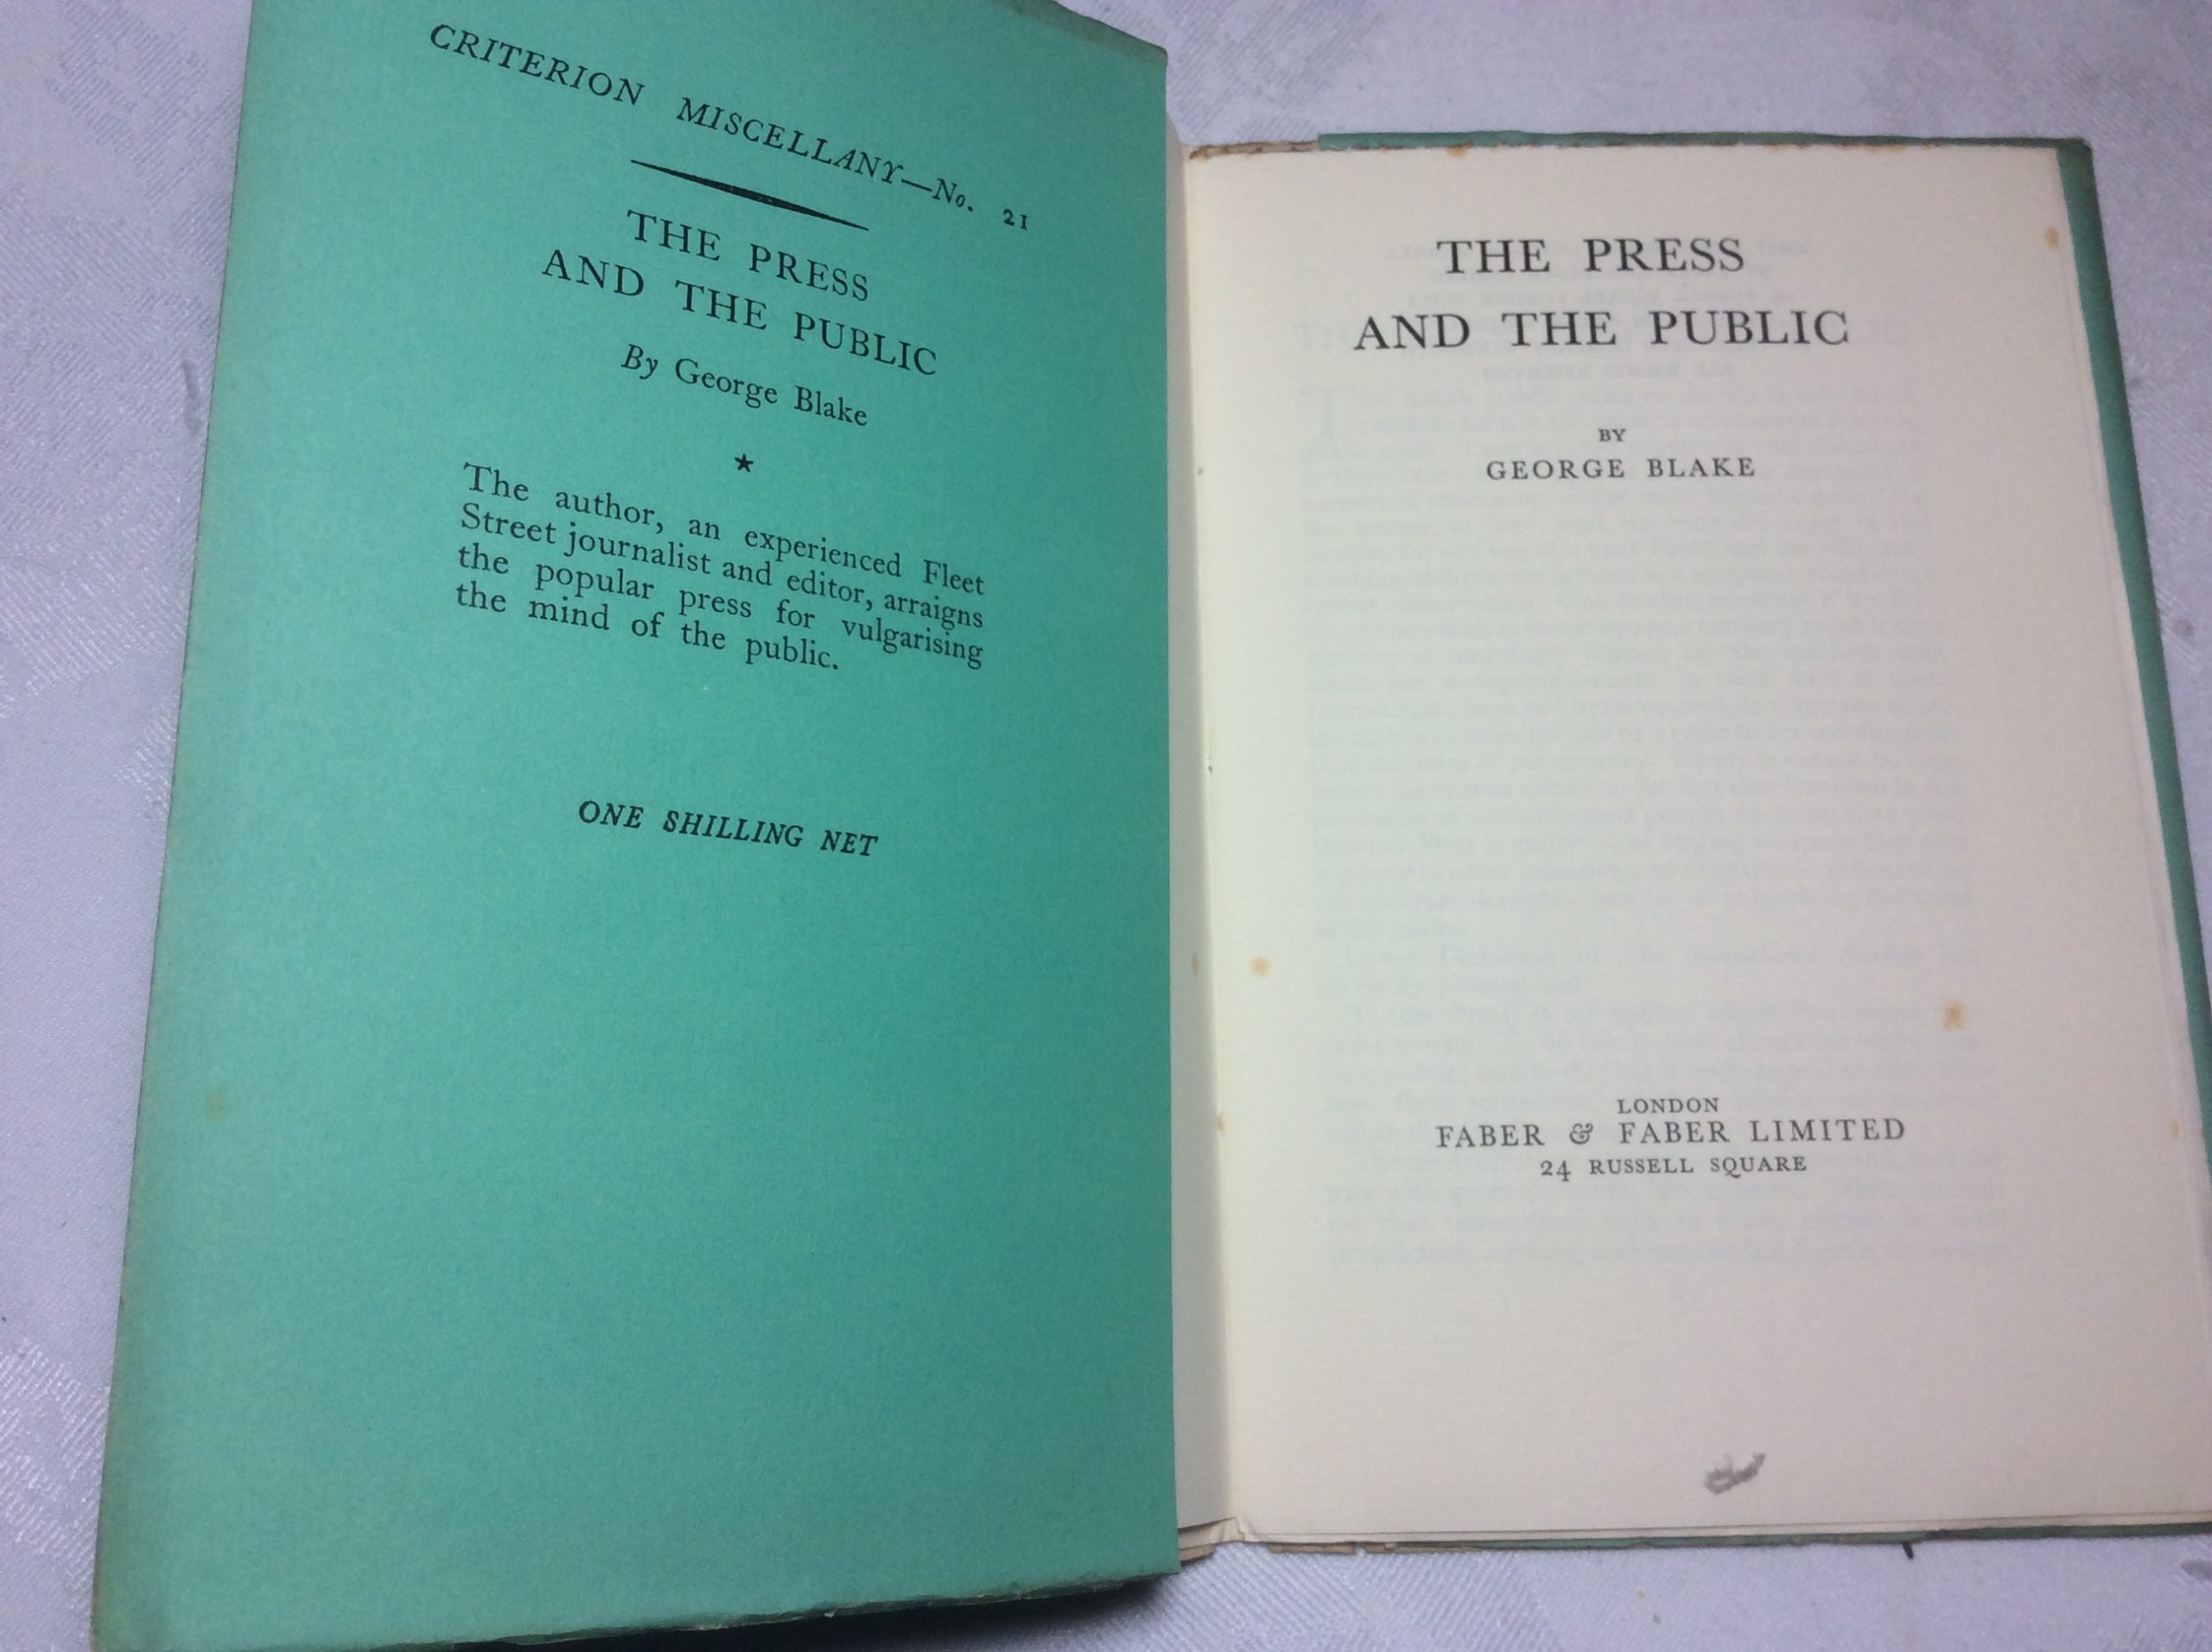 CRITERION MISCELLANY—No. 21
THE PRESS
AND THE PUBLIC
By George Blake
★
The author, an experienced Fleet
Street journalist and editor, arraigns
the popular press for vulgarising
the mind of the public.
ONE SHILLING NET
THE PRESS
AND THE PUBLIC
BY
GEORGE BLAKE
LONDON
FABER & FABER LIMITED
24 RUSSELL SQUARE